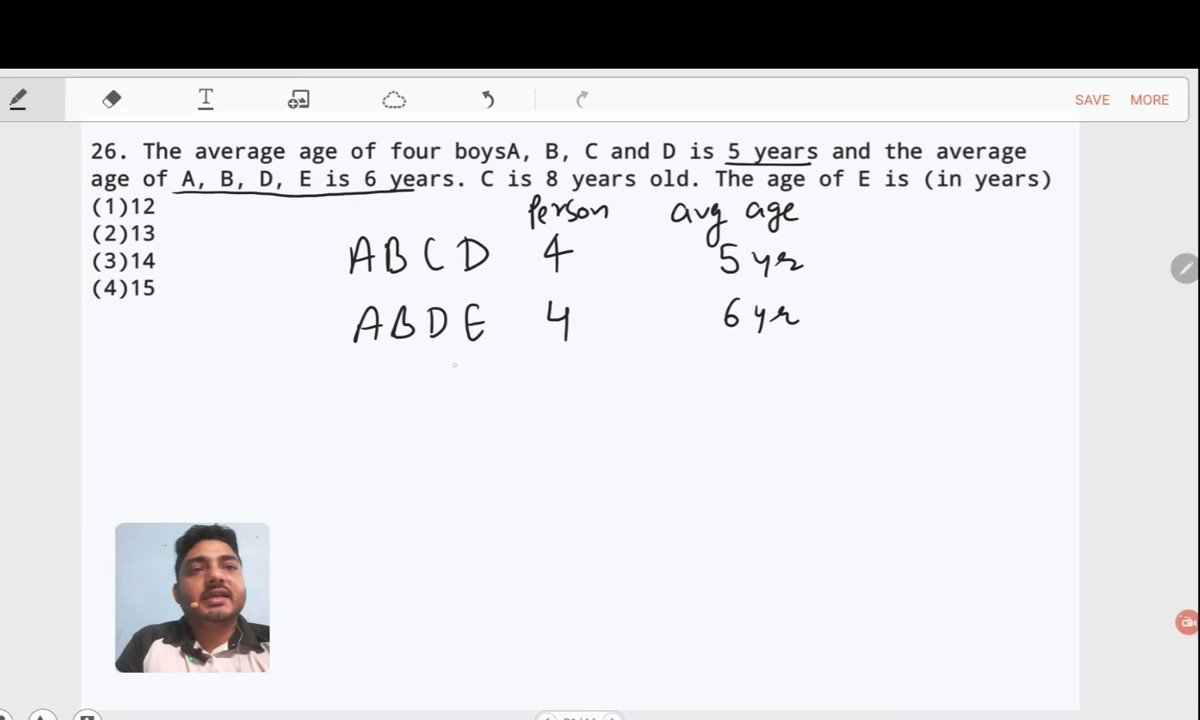 T SAVE MORE
26. The average age of four boysA, B, C and D is 5 years and the average
age of A, B, D, E is 6 years. C is 8 years old. The age of E is (in years)
(1)12
(2)13
(3)14
(4)15
Person avg age
A B C D 4 5 yr
A B D E 4 6 yr